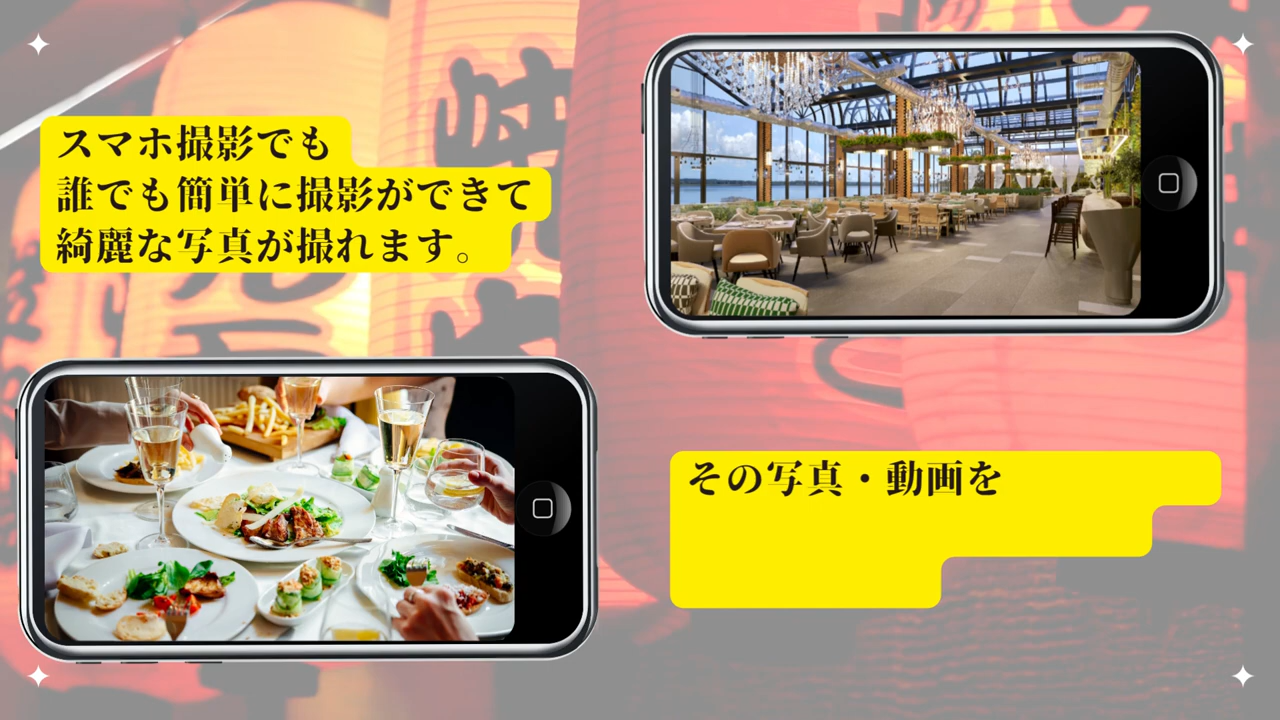 スマホ撮影でも
誰でも簡単に撮影ができて
綺麗な写真が撮れます。
その写真・動画を